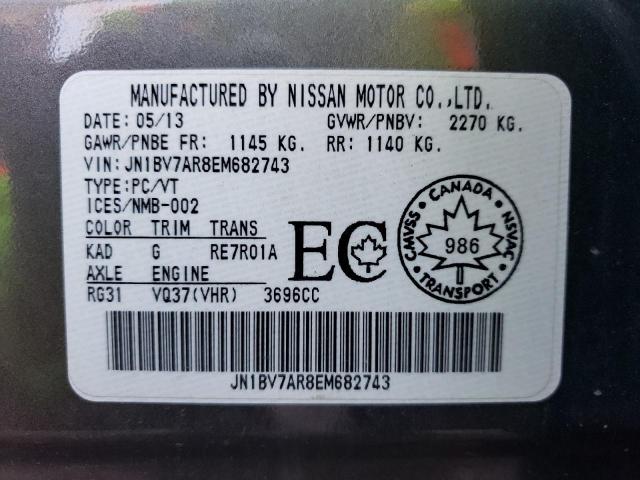 MANUFACTURED BY NISSAN MOTOR CO.,LTD.
DATE: 05/13 GVWR/PNBV: 2270 KG.
GAWR/PNBE FR: 1145 KG. RR: 1140 KG.
VIN: JN1BV7AR8EM682743
TYPE: PC/VT
ICES/NMB-002
COLOR TRIM TRANS
KAD G RE7R01A
AXLE ENGINE
RG31 VQ37(VHR) 3696CC
EC
CANADA
CMVSS NSVAC
986
TRANSPORT
JN1BV7AR8EM682743